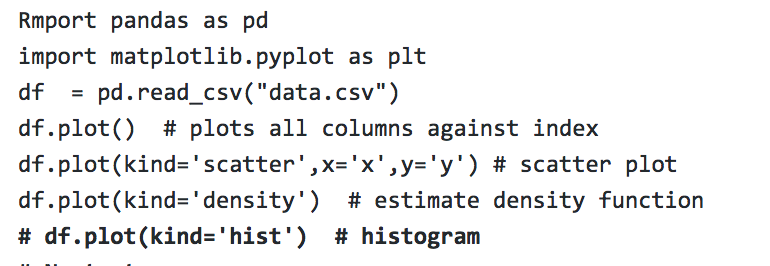 Rmport pandas as pd
import matplotlib.pyplot as plt
df  = pd.read_csv("data.csv")
df.plot()  # plots all columns against index
df.plot(kind='scatter',x='x',y='y') # scatter plot
df.plot(kind='density')  # estimate density function
# df.plot(kind='hist')  # histogram